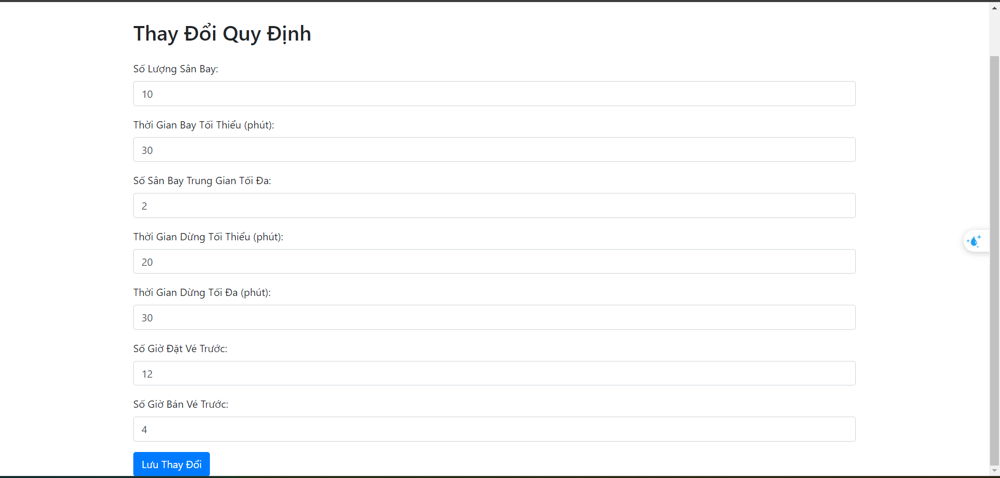 Thay Đổi Quy Định
Số Lượng Sân Bay:
10
Thời Gian Bay Tối Thiểu (phút):
30
Số Sân Bay Trung Gian Tối Đa:
2
Thời Gian Dừng Tối Thiểu (phút):
20
Thời Gian Dừng Tối Đa (phút):
30
Số Giờ Đặt Vé Trước:
12
Số Giờ Bán Vé Trước:
4
Lưu Thay Đổi